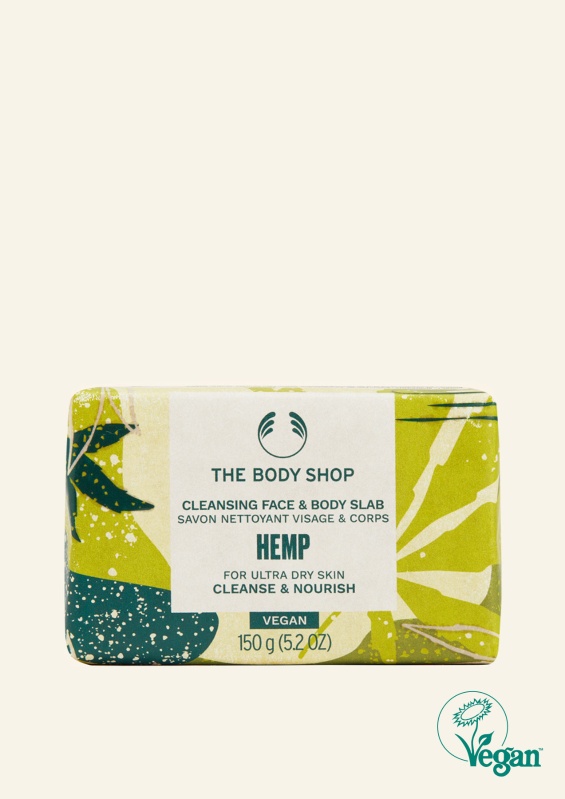 THE BODY SHOP
CLEANSING FACE & BODY SLAB
SAVON NETTOYANT VISAGE & CORPS
HEMP
FOR ULTRA DRY SKIN
CLEANSE & NOURISH
VEGAN
150 g (5.2 OZ)
Vegan™